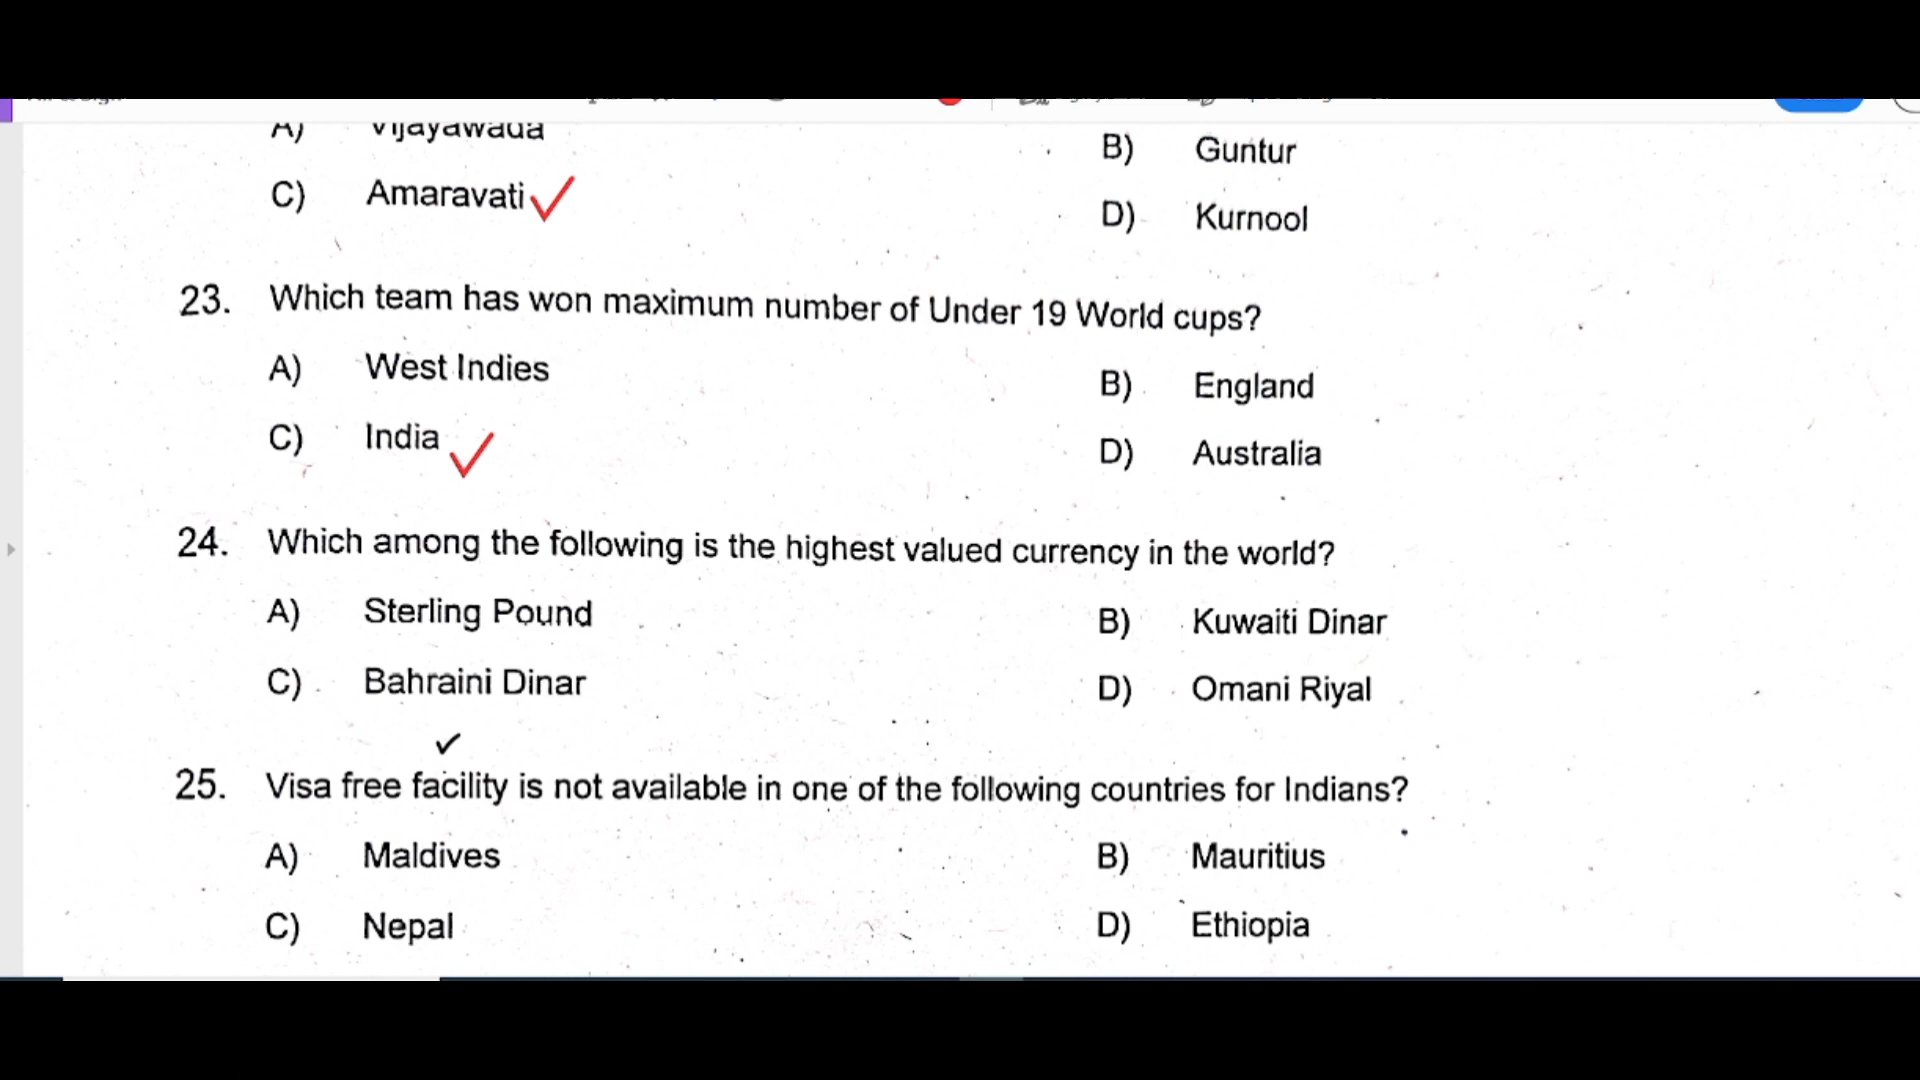 A) Vijayawada B) Guntur
C) Amaravati D) Kurnool
23. Which team has won maximum number of Under 19 World cups?
A) West Indies B) England
C) India D) Australia
24. Which among the following is the highest valued currency in the world?
A) Sterling Pound B) Kuwaiti Dinar
C) Bahraini Dinar D) Omani Riyal
25. Visa free facility is not available in one of the following countries for Indians?
A) Maldives B) Mauritius
C) Nepal D) Ethiopia